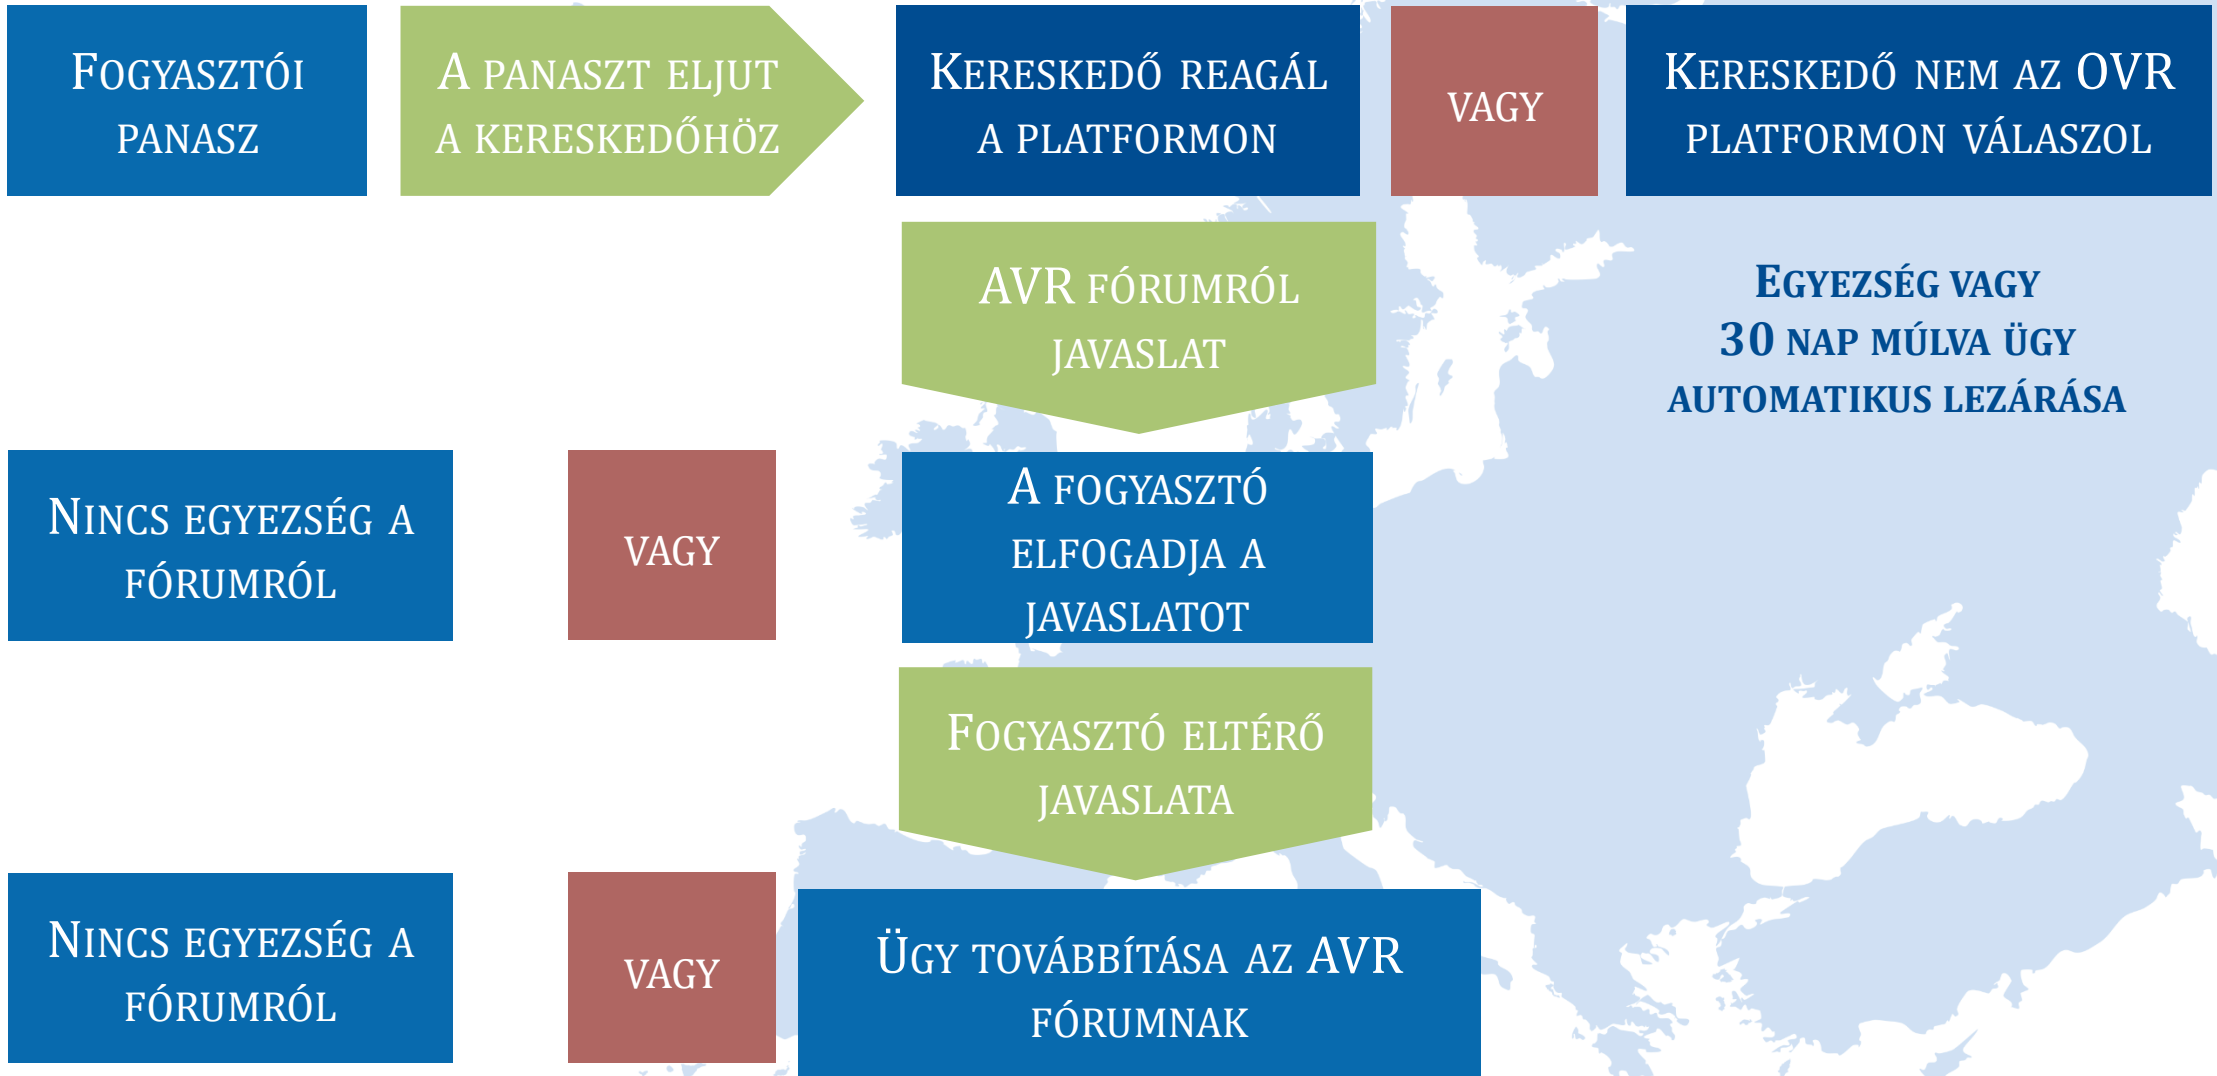 Fogyasztói
panasz
A panaszt eljut
a kereskedőhöz
Kereskedő reagál
a platformon
vagy
Kereskedő nem az OVR
platformon válaszol
AVR fórumról
javaslat
Egyezség vagy
30 nap múlva ügy
automatikus lezárása
Nincs egyezség a
fórumról
vagy
A fogyasztó
elfogadja a
javaslatot
Fogyasztó eltérő
javaslata
Nincs egyezség a
fórumról
vagy
Ügy továbbítása az AVR
fórumnak